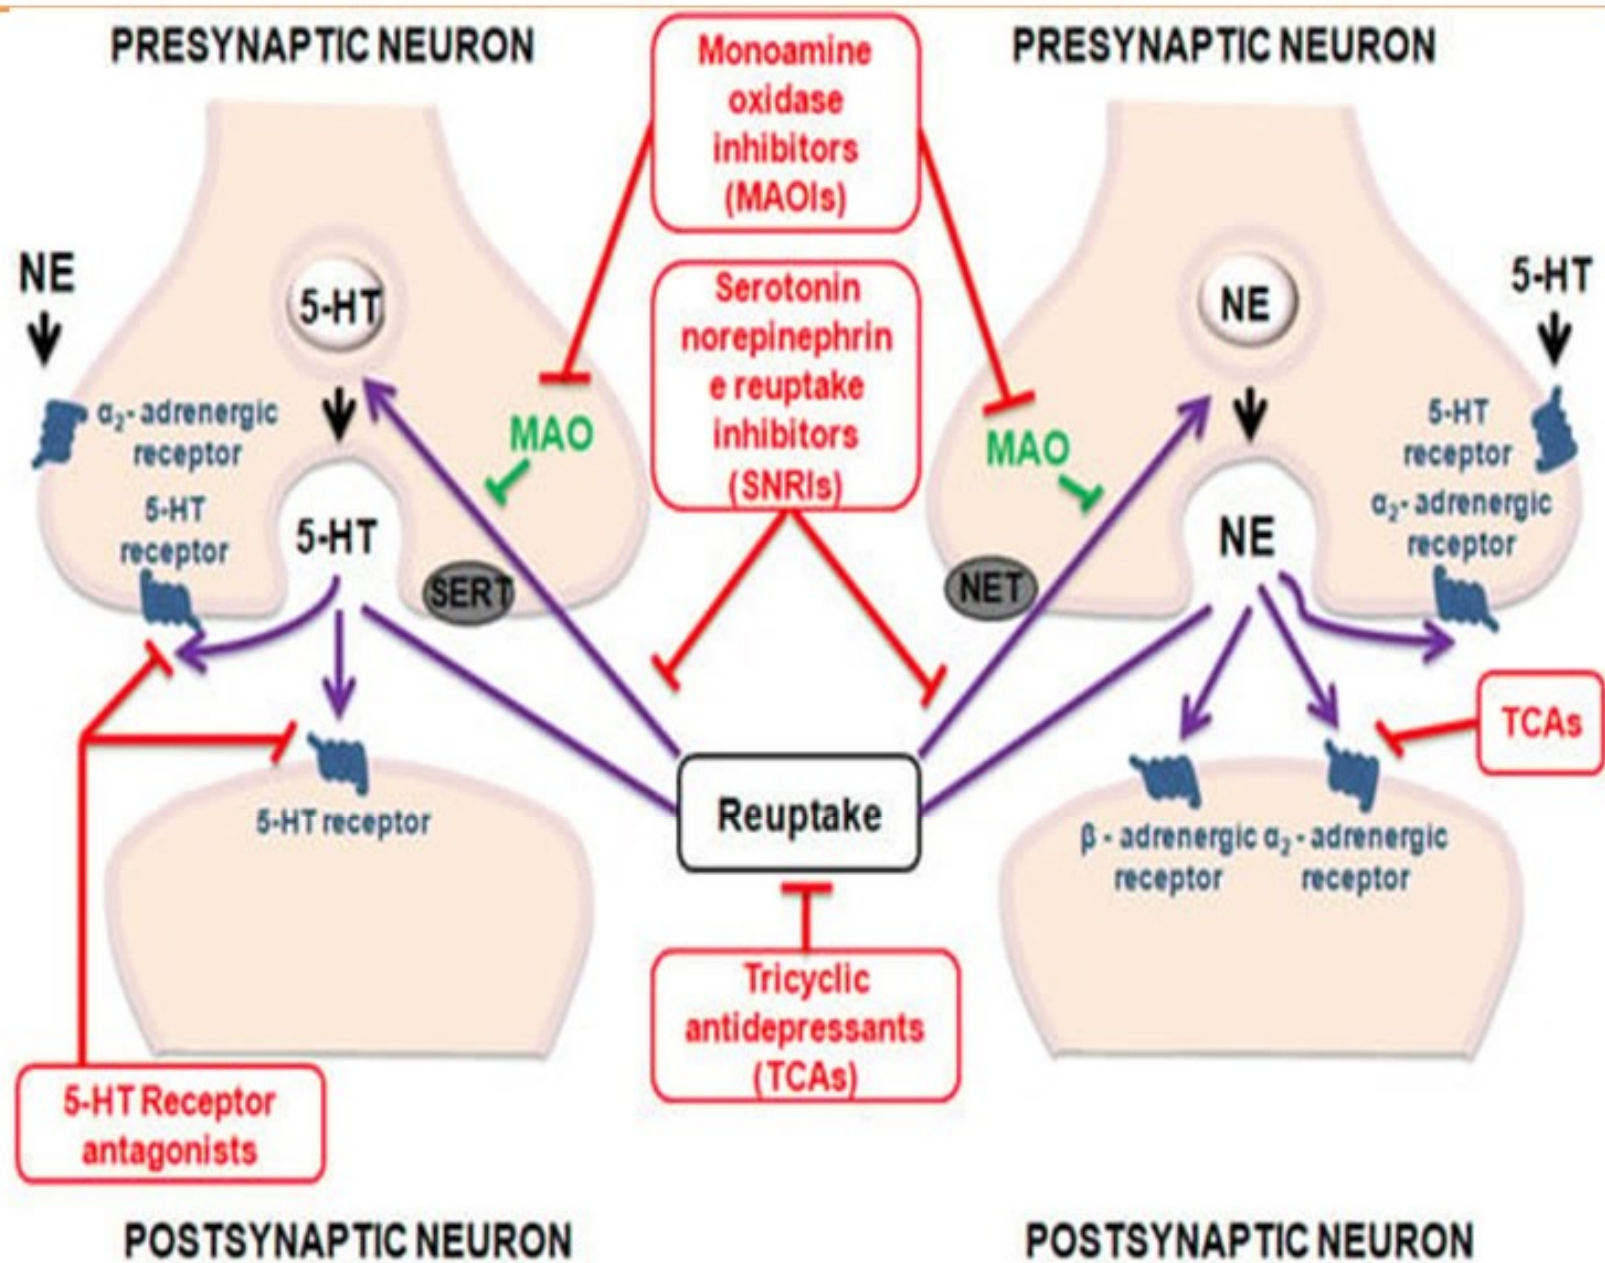 PRESYNAPTIC NEURON
Monoamine
oxidase
inhibitors
(MAOIs)
PRESYNAPTIC NEURON
NE
5-HT
Serotonin
norepinephrin
e reuptake
inhibitors
(SNRIs)
NE
5-HT
α₂- adrenergic
receptor
MAO
MAO
5-HT
receptor
5-HT
receptor
5-HT
SERT
NET
NE
α₂- adrenergic
receptor
TCAs
5-HT receptor
Reuptake
β - adrenergic
receptor
α₂ - adrenergic
receptor
Tricyclic
antidepressants
(TCAs)
5-HT Receptor
antagonists
POSTSYNAPTIC NEURON
POSTSYNAPTIC NEURON